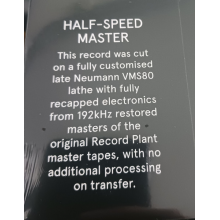 HALF-SPEED
MASTER
This record was cut
on a fully customised
late Neumann VMS80
lathe with fully
recapped electronics
from 192kHz restored
masters of the
original Record Plant
master tapes, with no
additional processing
on transfer.